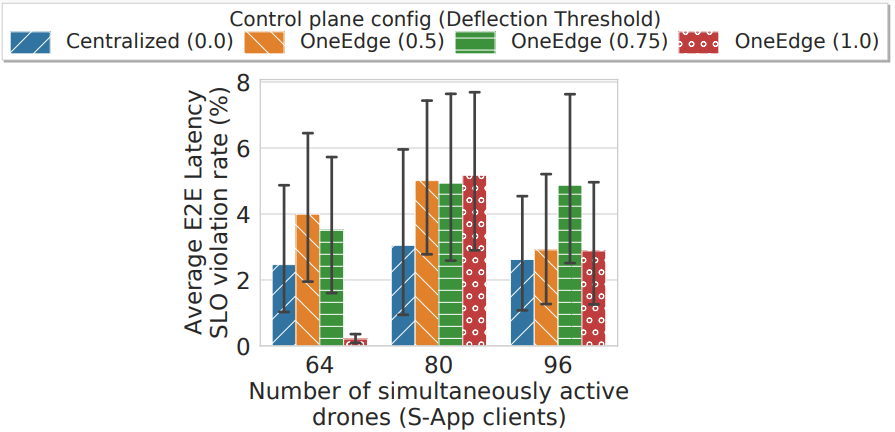 Control plane config (Deflection Threshold)
Centralized (0.0) OneEdge (0.5) OneEdge (0.75) OneEdge (1.0)
Average E2E Latency
SLO violation rate (%)
8
6
4
2
0
64 80 96
Number of simultaneously active
drones (S-App clients)